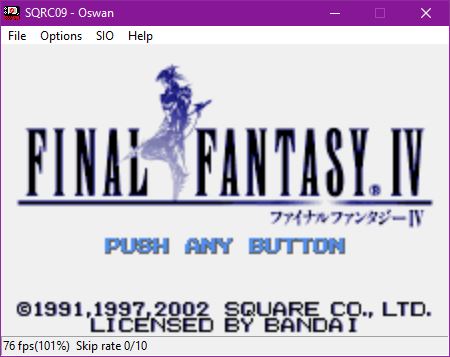 SQRC09 - Oswan
File Options SIO Help
FINAL FANTASY® IV
ファイナルファンタジーIV
PUSH ANY BUTTON
©1991,1997,2002 SQUARE CO., LTD.
LICENSED BY BANDAI
76 fps(101%) Skip rate 0/10